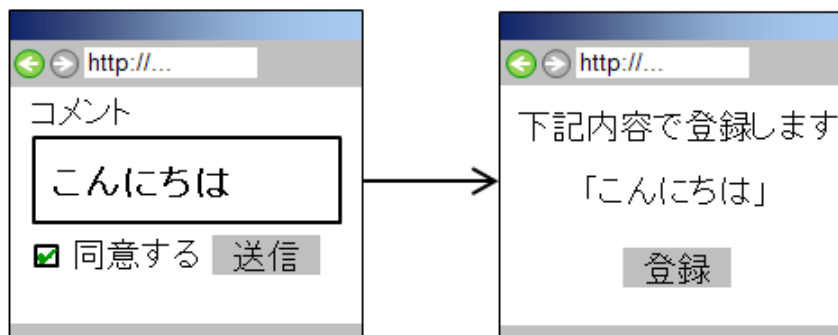 http://...
コメント
こんにちは
同意する 送信
http://...
下記内容で登録します
「こんにちは」
登録